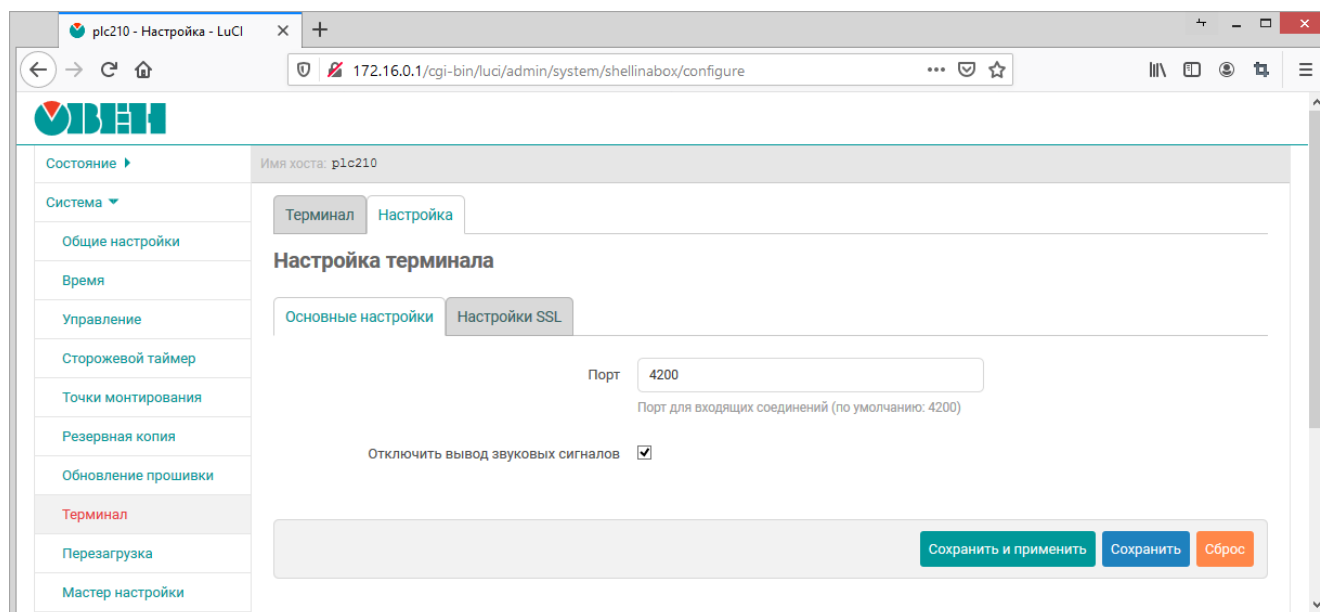 plc210 - Настройка - LuCI
172.16.0.1/cgi-bin/luci/admin/system/shellinabox/configure
ОВЕН
Состояние
Имя хоста: plc210
Система
Терминал Настройка
Общие настройки
Настройка терминала
Время
Управление
Основные настройки Настройки SSL
Сторожевой таймер
Порт 4200
Точки монтирования
Порт для входящих соединений (по умолчанию: 4200)
Резервная копия
Отключить вывод звуковых сигналов
Обновление прошивки
Терминал
Перезагрузка
Сохранить и применить Сохранить Сброс
Мастер настройки